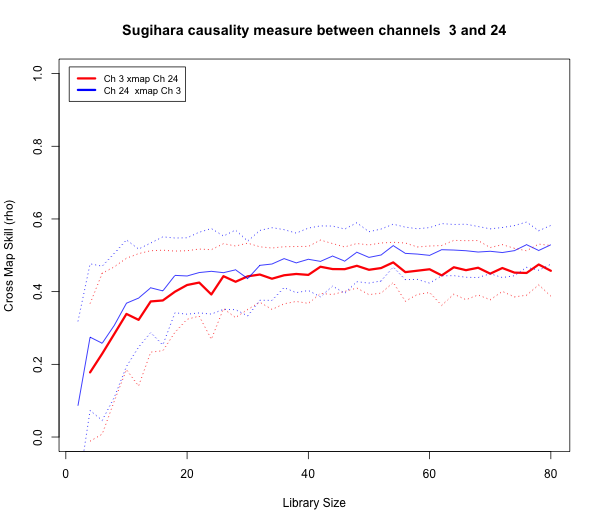 Sugihara causality measure between channels  3 and 24
Ch 3 xmap Ch 24
Ch 24  xmap Ch 3
Cross Map Skill (rho)
1.0
0.8
0.6
0.4
0.2
0.0
0 20 40 60 80
Library Size